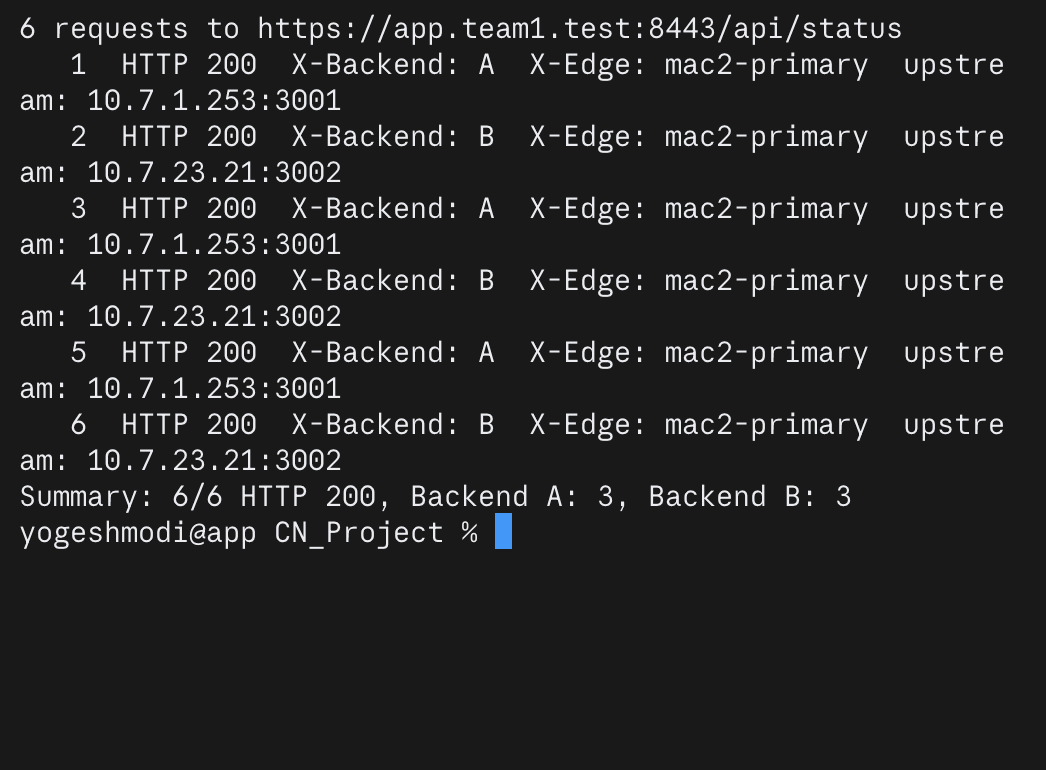 6 requests to https://app.team1.test:8443/api/status
   1  HTTP 200  X-Backend: A  X-Edge: mac2-primary  upstre
am: 10.7.1.253:3001
   2  HTTP 200  X-Backend: B  X-Edge: mac2-primary  upstre
am: 10.7.23.21:3002
   3  HTTP 200  X-Backend: A  X-Edge: mac2-primary  upstre
am: 10.7.1.253:3001
   4  HTTP 200  X-Backend: B  X-Edge: mac2-primary  upstre
am: 10.7.23.21:3002
   5  HTTP 200  X-Backend: A  X-Edge: mac2-primary  upstre
am: 10.7.1.253:3001
   6  HTTP 200  X-Backend: B  X-Edge: mac2-primary  upstre
am: 10.7.23.21:3002
Summary: 6/6 HTTP 200, Backend A: 3, Backend B: 3
yogeshmodi@app CN_Project %